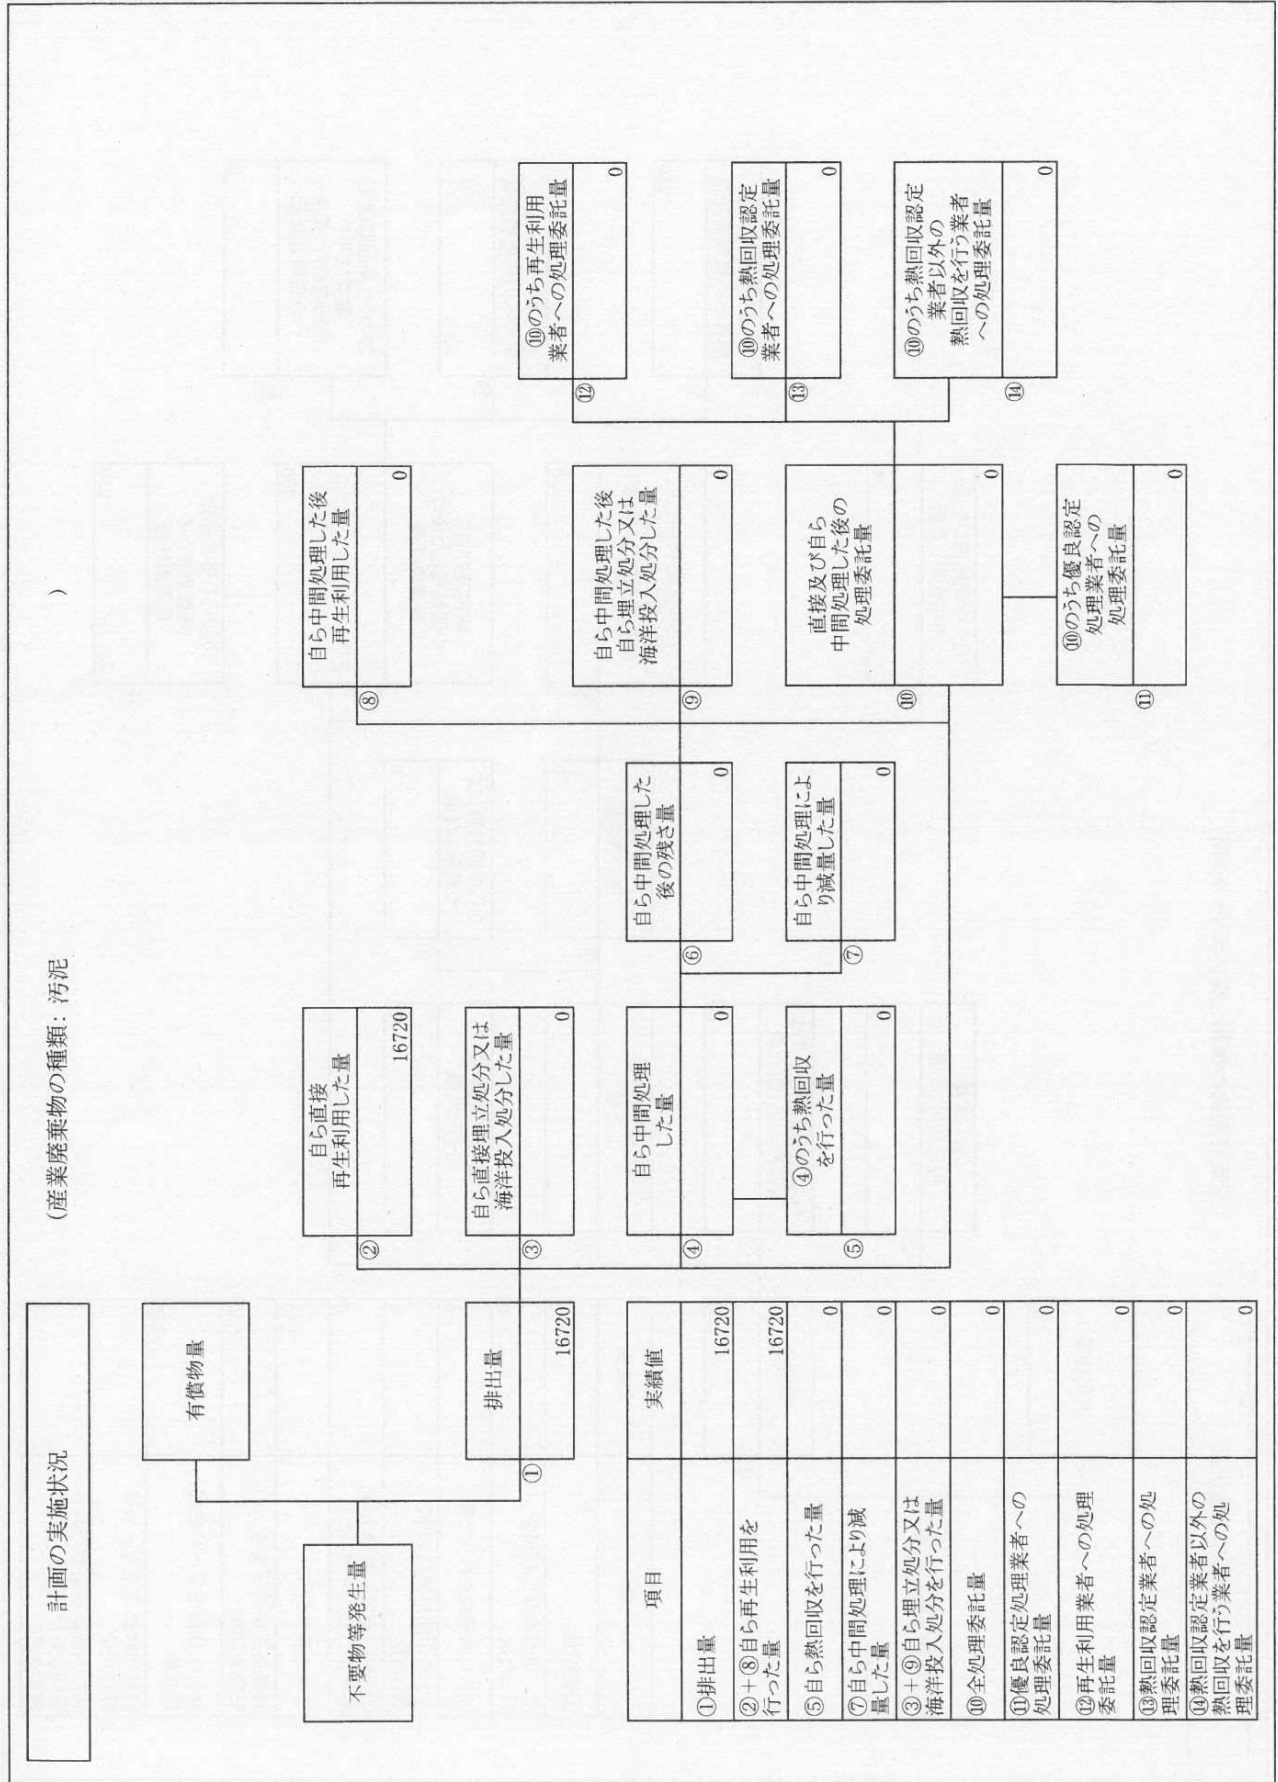 計画の実施状況
(産業廃棄物の種類: 汚泥
)
不要物等発生量
有償物量
排出量
①
16720
自ら直接
再生利用した量
②
16720
自ら直接埋立処分又は
海洋投入処分した量
③
0
自ら中間処理
した量
④
0
④のうち熱回収
を行った量
⑤
0
自ら中間処理した
後の残さ量
⑥
0
自ら中間処理によ
り減量した量
⑦
0
自ら中間処理した後
再生利用した量
⑧
0
自ら中間処理した後
自ら埋立処分又は
海洋投入処分した量
⑨
0
直接及び自ら
中間処理した後の
処理委託量
⑩
0
⑩のうち優良認定
処理業者への
処理委託量
⑪
0
⑩のうち再生利用
業者への処理委託量
⑫
0
⑩のうち熱回収認定
業者への処理委託量
⑬
0
⑩のうち熱回収認定
業者以外の
熱回収を行う業者
への処理委託量
⑭
0
項目 実績値
①排出量 16720
②+⑧自ら再生利用を 16720
行った量
⑤自ら熱回収を行った量 0
⑦自ら中間処理により減 0
量した量
③+⑨自ら埋立処分又は 0
海洋投入処分を行った量
⑩全処理委託量 0
⑪優良認定処理業者への 0
処理委託量
⑫再生利用業者への処理 0
委託量
⑬熱回収認定業者への処 0
理委託量
⑭熱回収認定業者以外の 0
熱回収を行う業者への処
理委託量